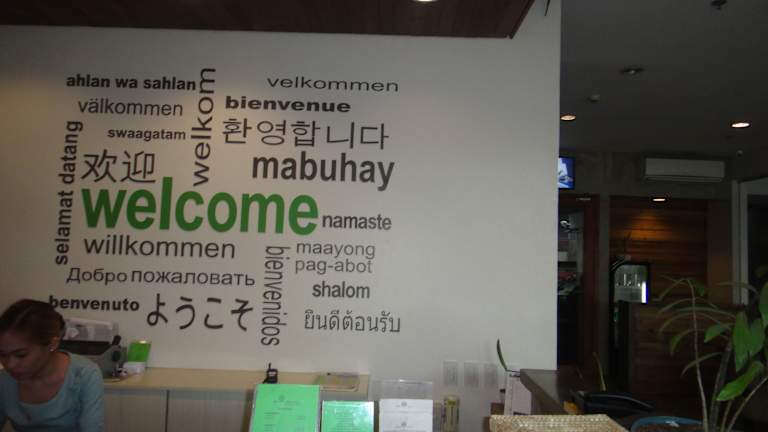 ahlan wa sahlan
velkommen
välkommen
welkom
bienvenue
swaagatam
환영합니다
selamat datang
欢迎
mabuhay
welcome
namaste
willkommen
bienvenidos
maayong
pag-abot
Добро пожаловать
shalom
benvenuto
ようこそ
ยินดีต้อนรับ